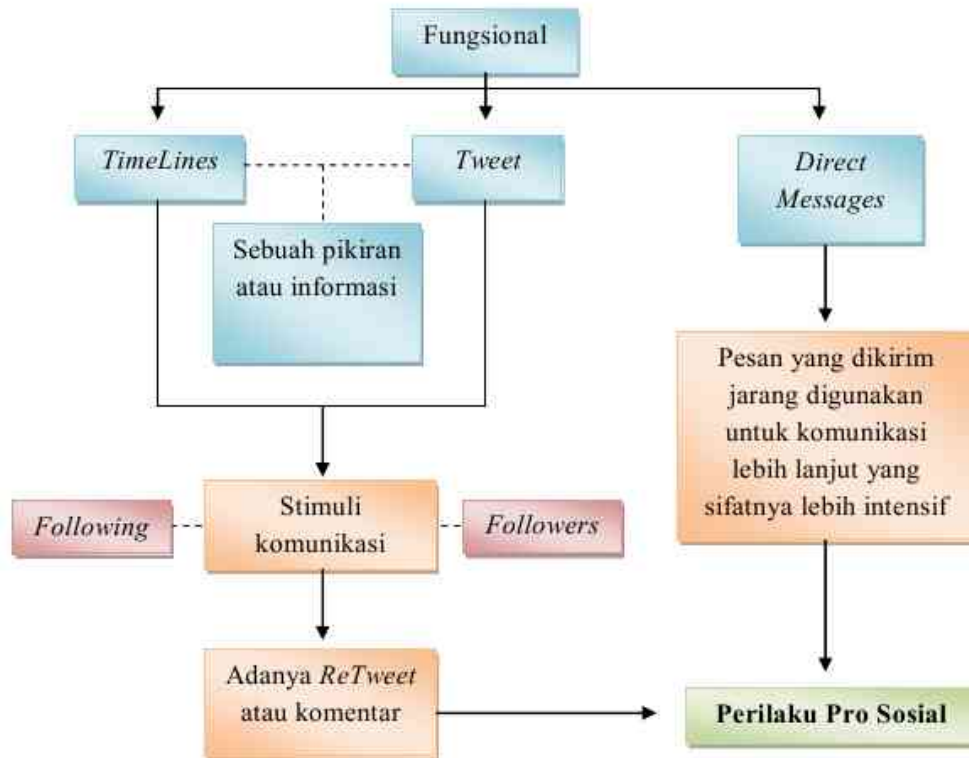 Fungsional
TimeLines
Tweet
Direct
Messages
Sebuah pikiran
atau informasi
Pesan yang dikirim
jarang digunakan
untuk komunikasi
lebih lanjut yang
sifatnya lebih intensif
Following
Stimuli
komunikasi
Followers
Adanya ReTweet
atau komentar
Perilaku Pro Sosial